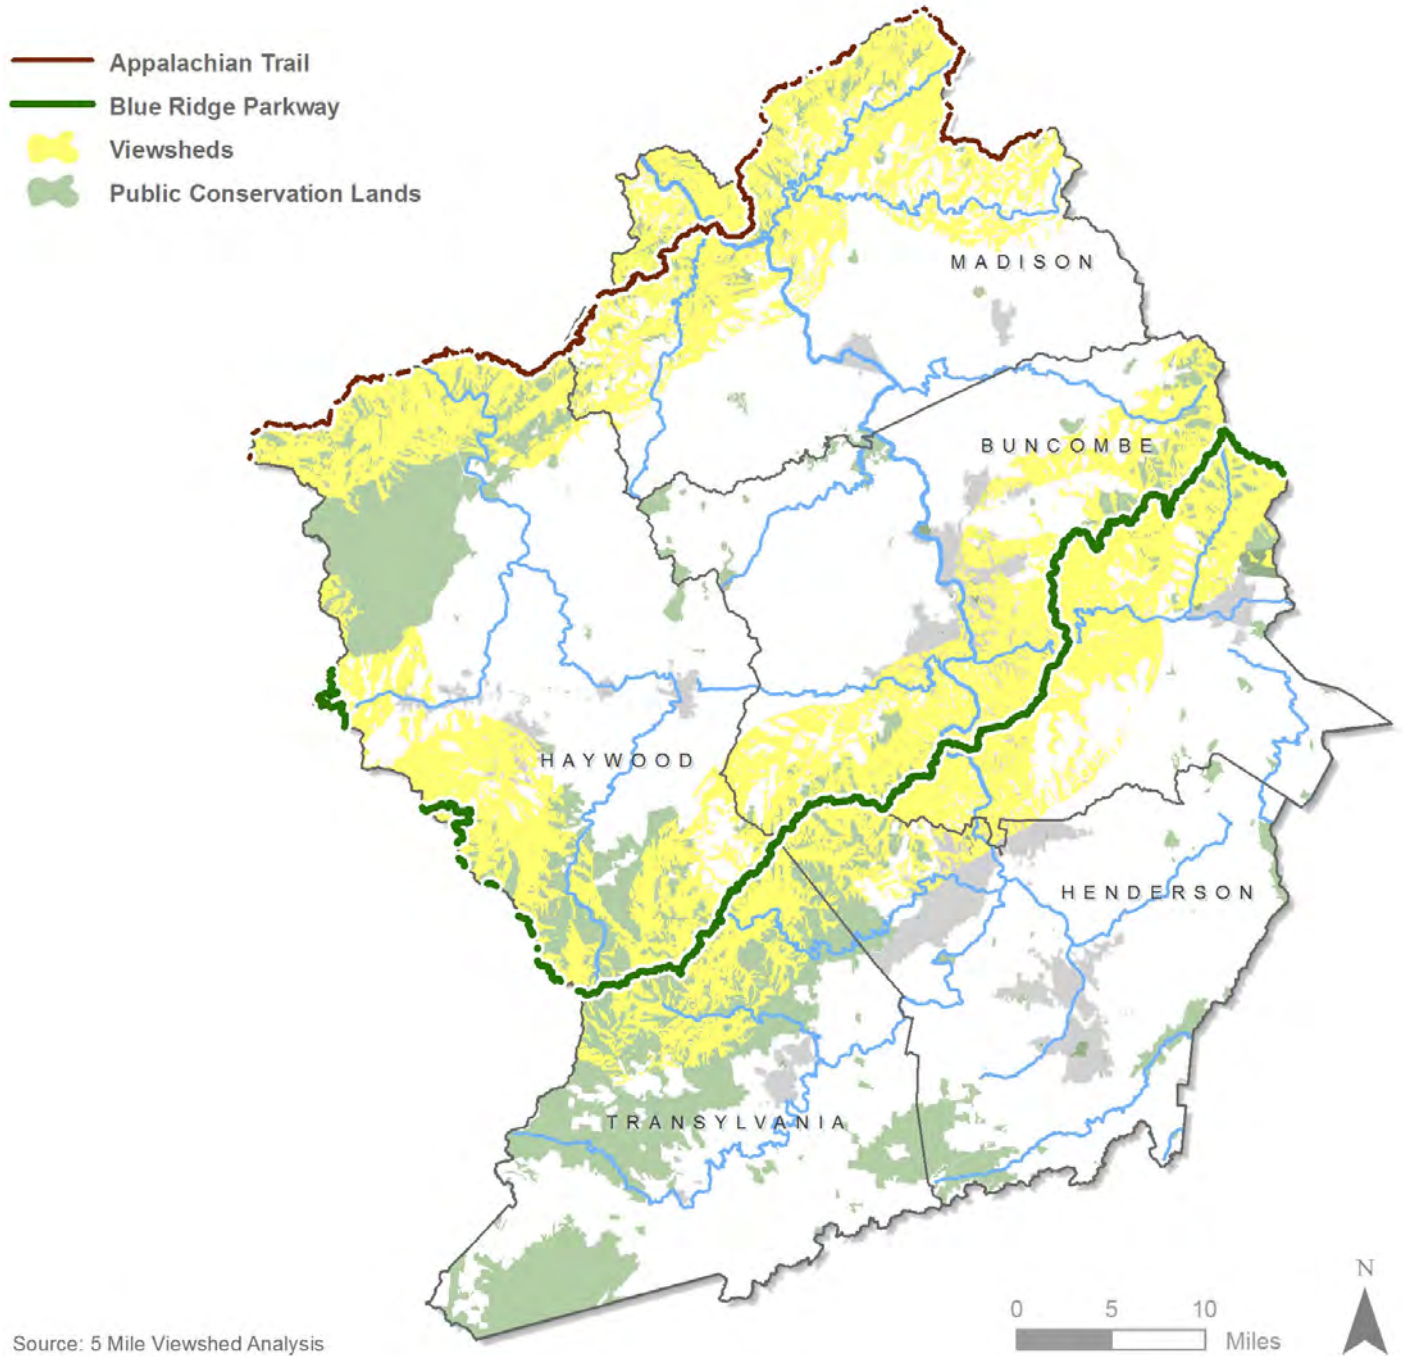 Appalachian Trail
Blue Ridge Parkway
Viewsheds
Public Conservation Lands
MADISON
BUNCOMBE
HAYWOOD
HENDERSON
TRANSYLVANIA
N
0 5 10
Miles
Source: 5 Mile Viewshed Analysis